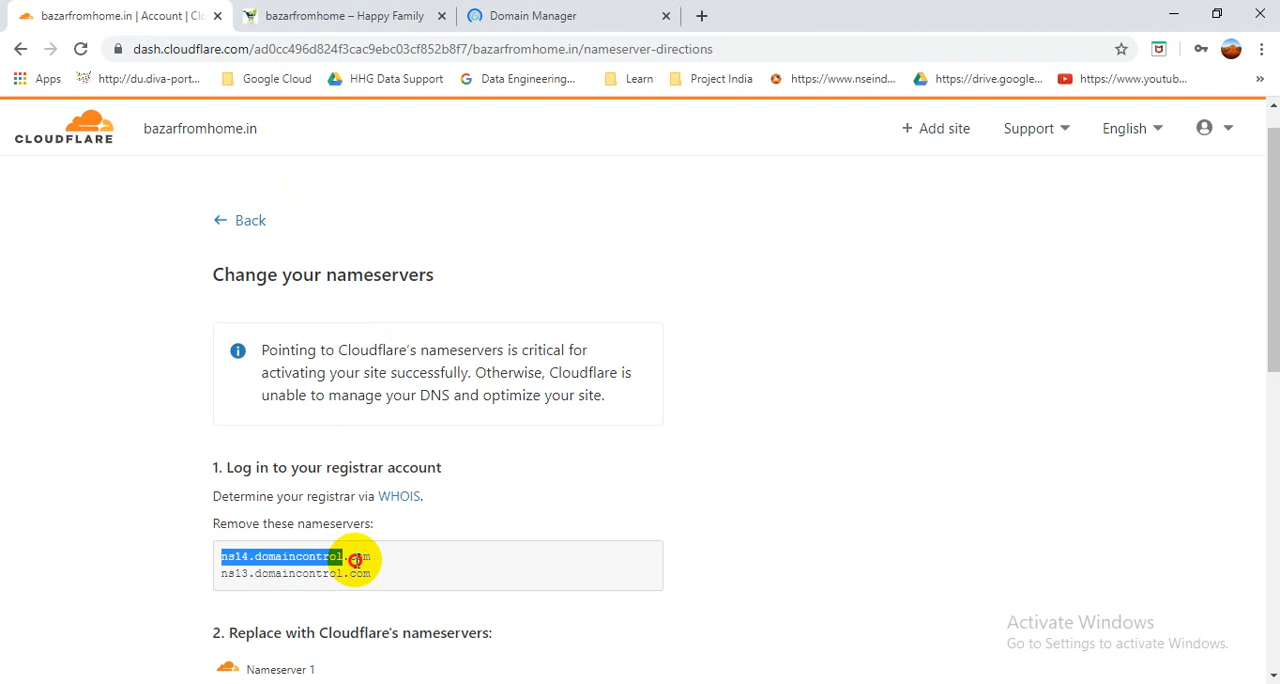 bazarfromhome.in | Account | Clo
bazarfromhome – Happy Family
Domain Manager
dash.cloudflare.com/ad0cc496d824f3cac9ebc03cf852b8f7/bazarfromhome.in/nameserver-directions
Apps
http://du.diva-port...
Google Cloud
HHG Data Support
Data Engineering...
Learn
Project India
https://www.nseind...
https://drive.google...
https://www.youtub...
»
CLOUDFLARE
bazarfromhome.in
+ Add site
Support
English
← Back
Change your nameservers
Pointing to Cloudflare's nameservers is critical for
activating your site successfully. Otherwise, Cloudflare is
unable to manage your DNS and optimize your site.
1. Log in to your registrar account
Determine your registrar via WHOIS.
Remove these nameservers:
ns14.domaincontrol.com
ns13.domaincontrol.com
2. Replace with Cloudflare's nameservers:
Nameserver 1
Activate Windows
Go to Settings to activate Windows.